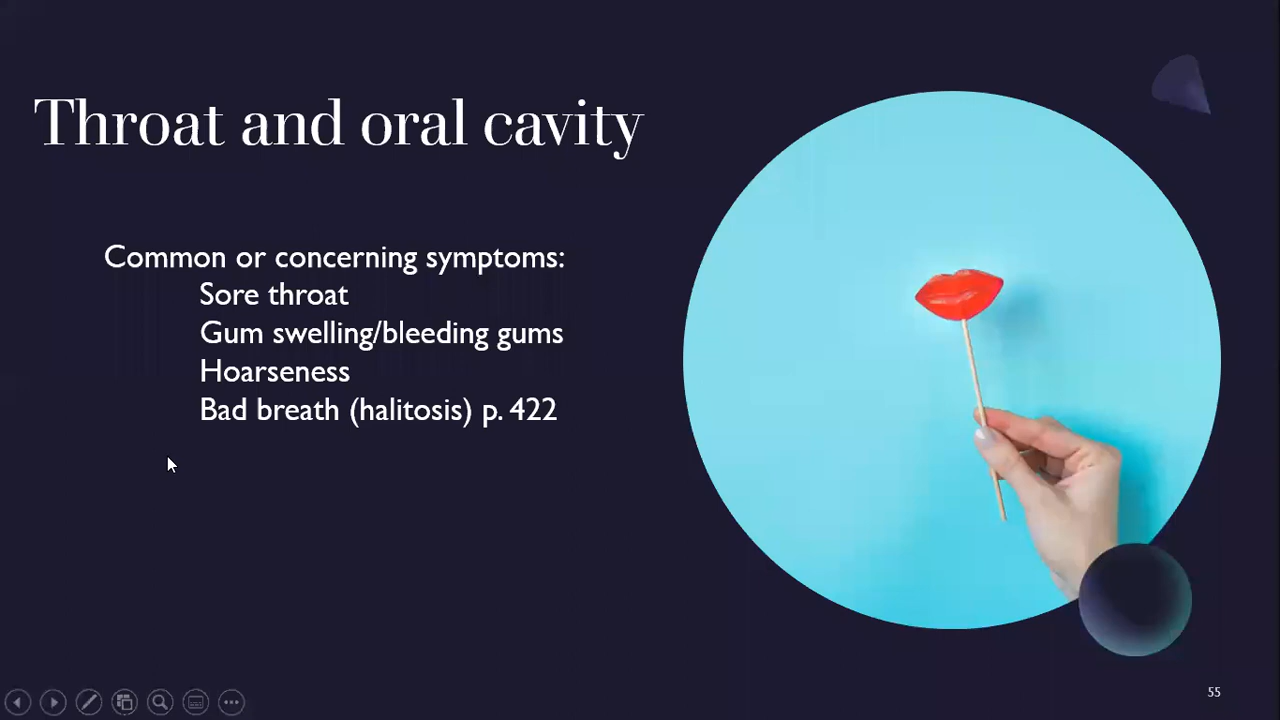 Throat and oral cavity
Common or concerning symptoms:
Sore throat
Gum swelling/bleeding gums
Hoarseness
Bad breath (halitosis) p. 422
55